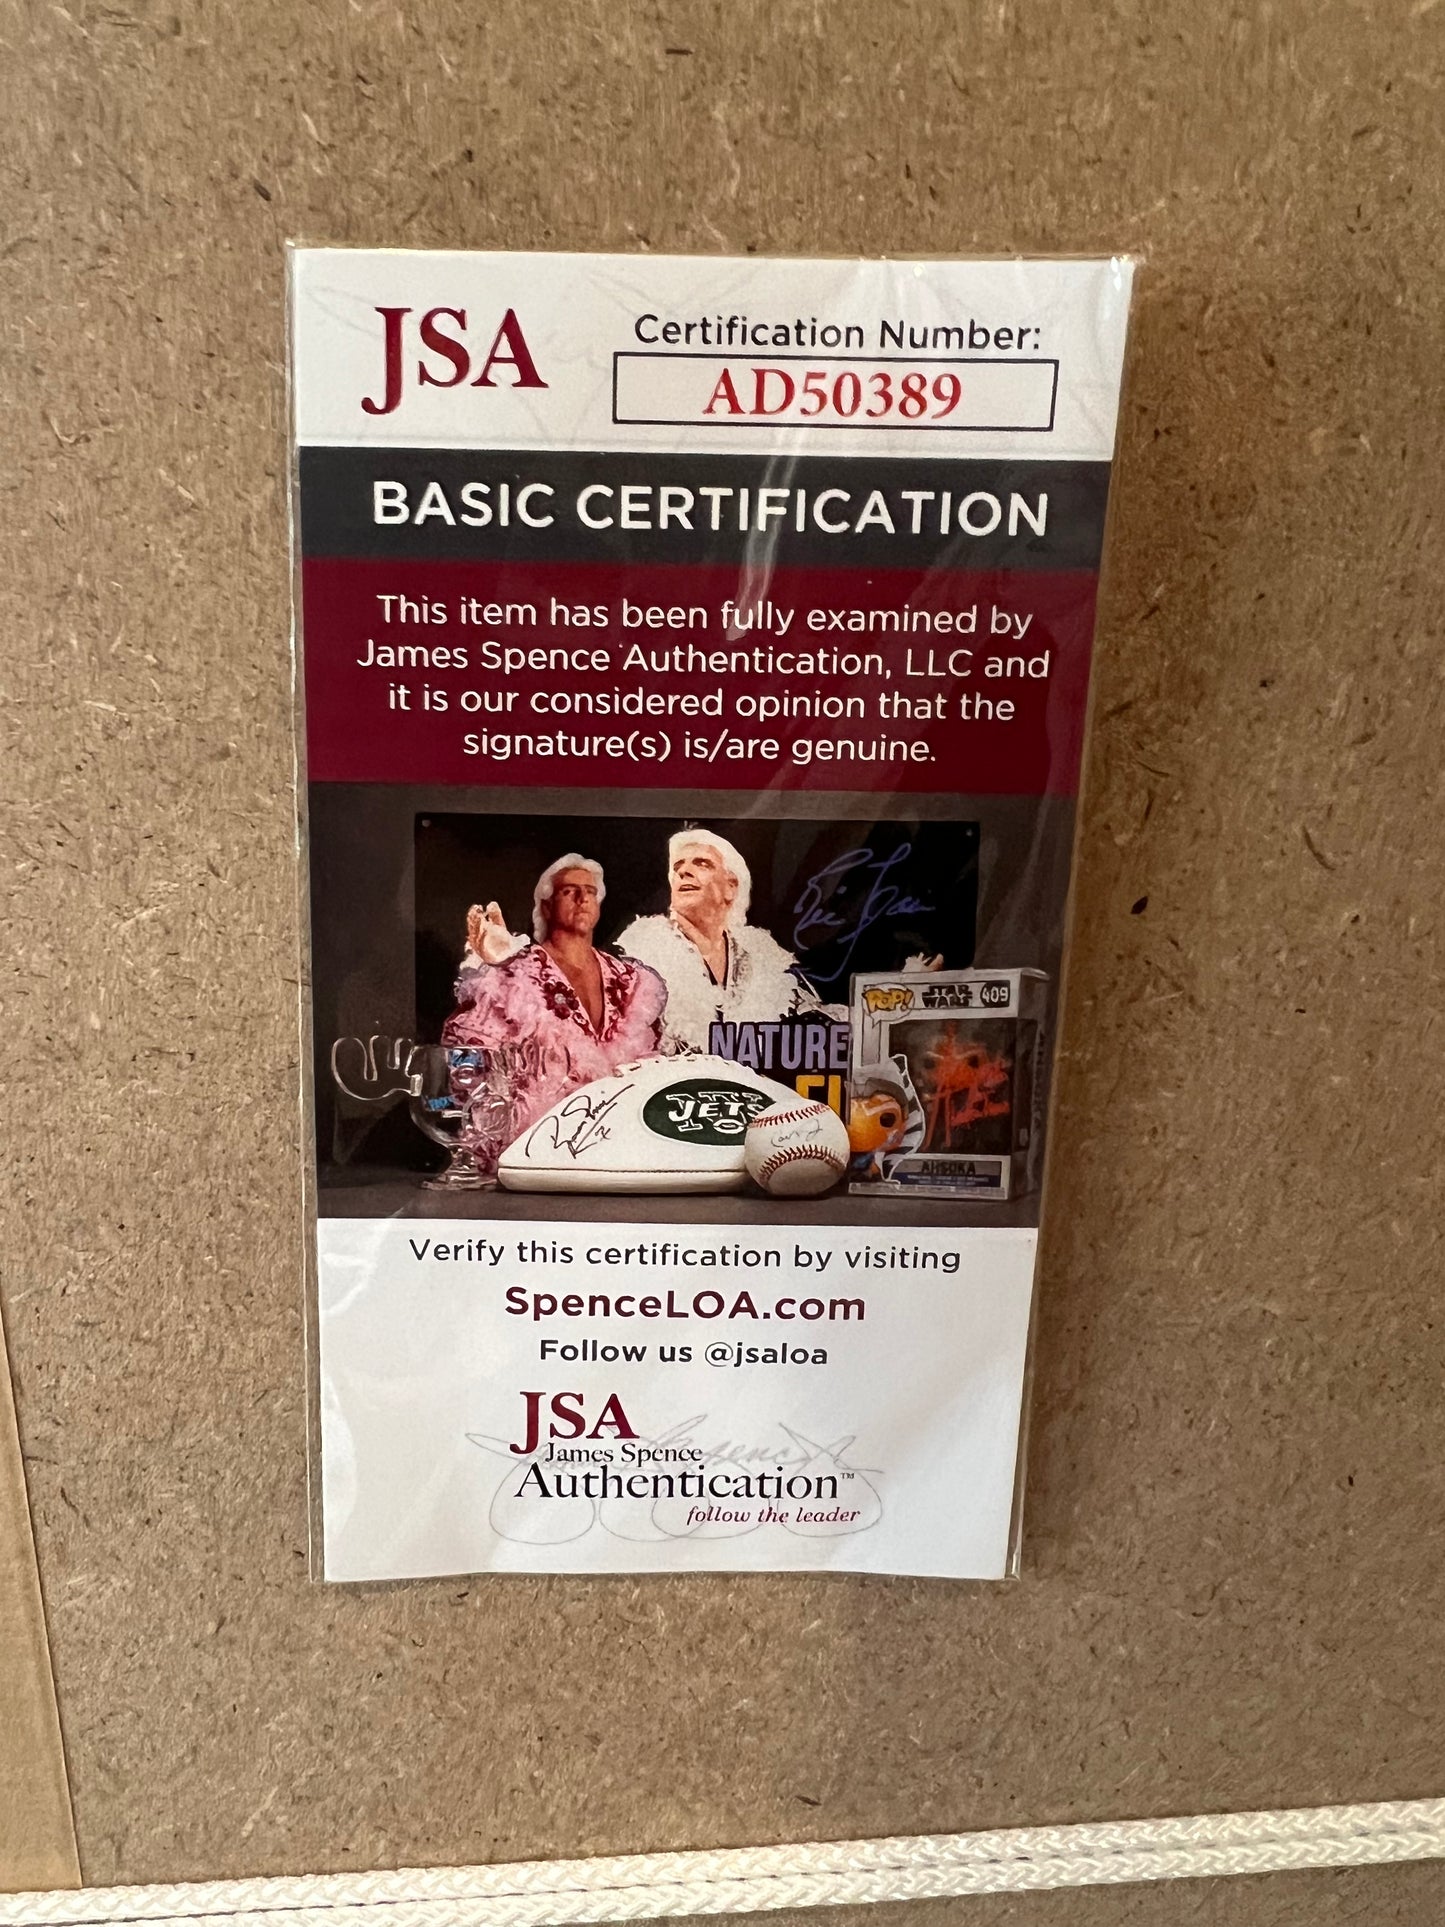 JSA
Certification Number:
AD50389
BASIC CERTIFICATION
This item has been fully examined by
James Spence Authentication, LLC and
it is our considered opinion that the
signature(s) is/are genuine.
POP!
STAR
WARS
409
NATURE
JETS
AHSOKA
Verify this certification by visiting
SpenceLOA.com
Follow us @jsaloa
JSA
James Spence
Authentication™
follow the leader